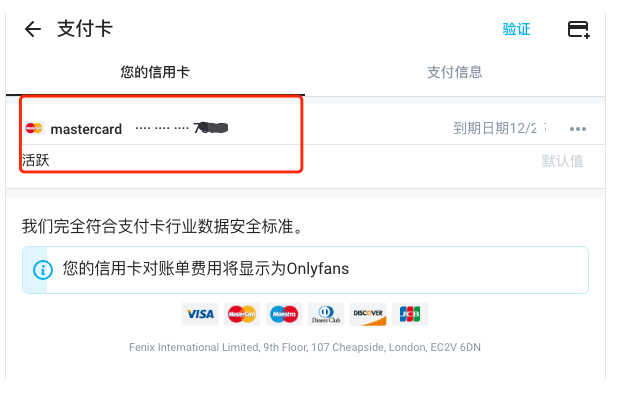 支付卡 验证
您的信用卡 支付信息
mastercard ···· ···· ···· 到期日期12/2
活跃 默认值
我们完全符合支付卡行业数据安全标准。
您的信用卡对账单费用将显示为Onlyfans
VISA MasterCard Maestro Diners Club DISCOVER JCB
Fenix International Limited, 9th Floor, 107 Cheapside, London, EC2V 6DN